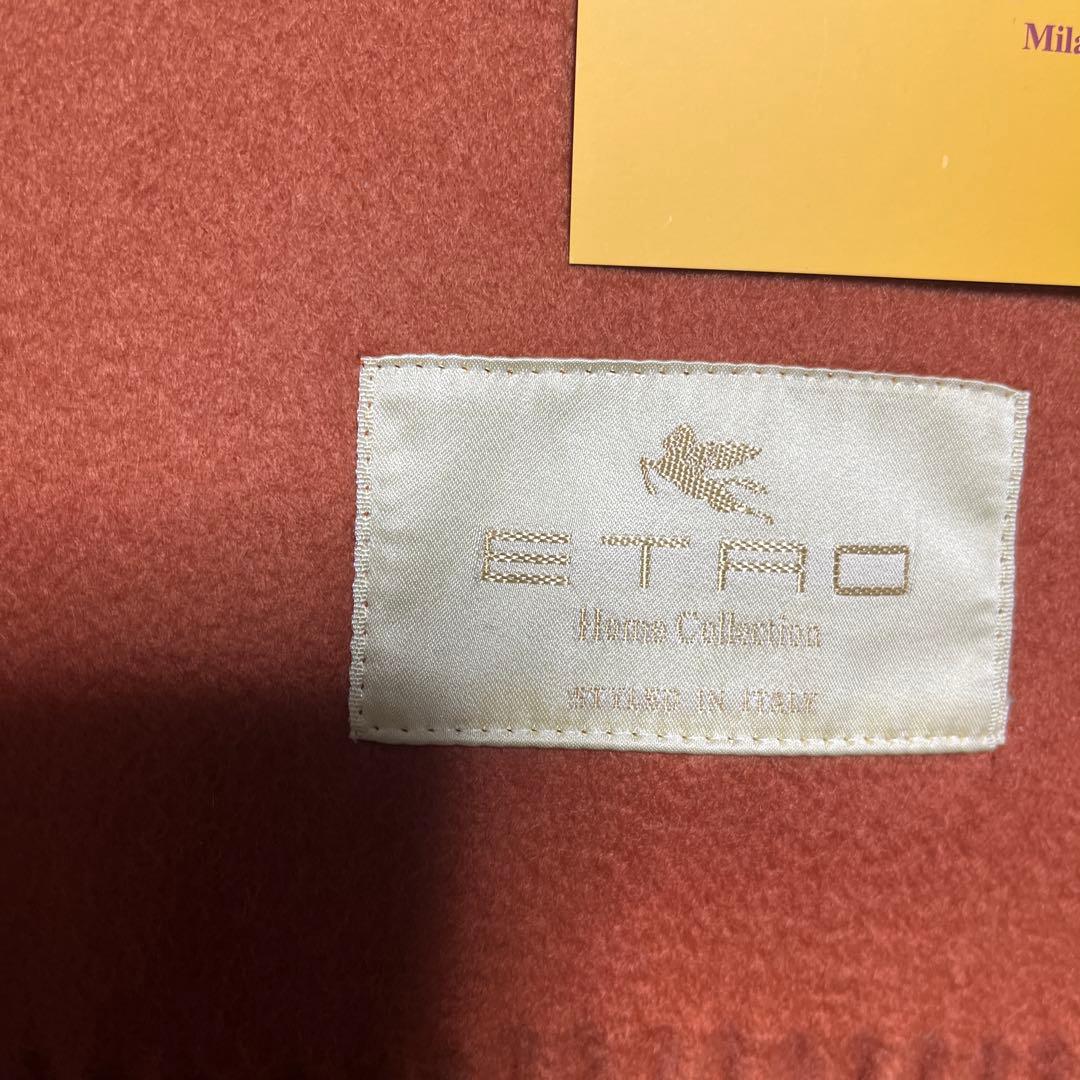 Mila
ETRO
Home Collection
STYLED IN ITALY